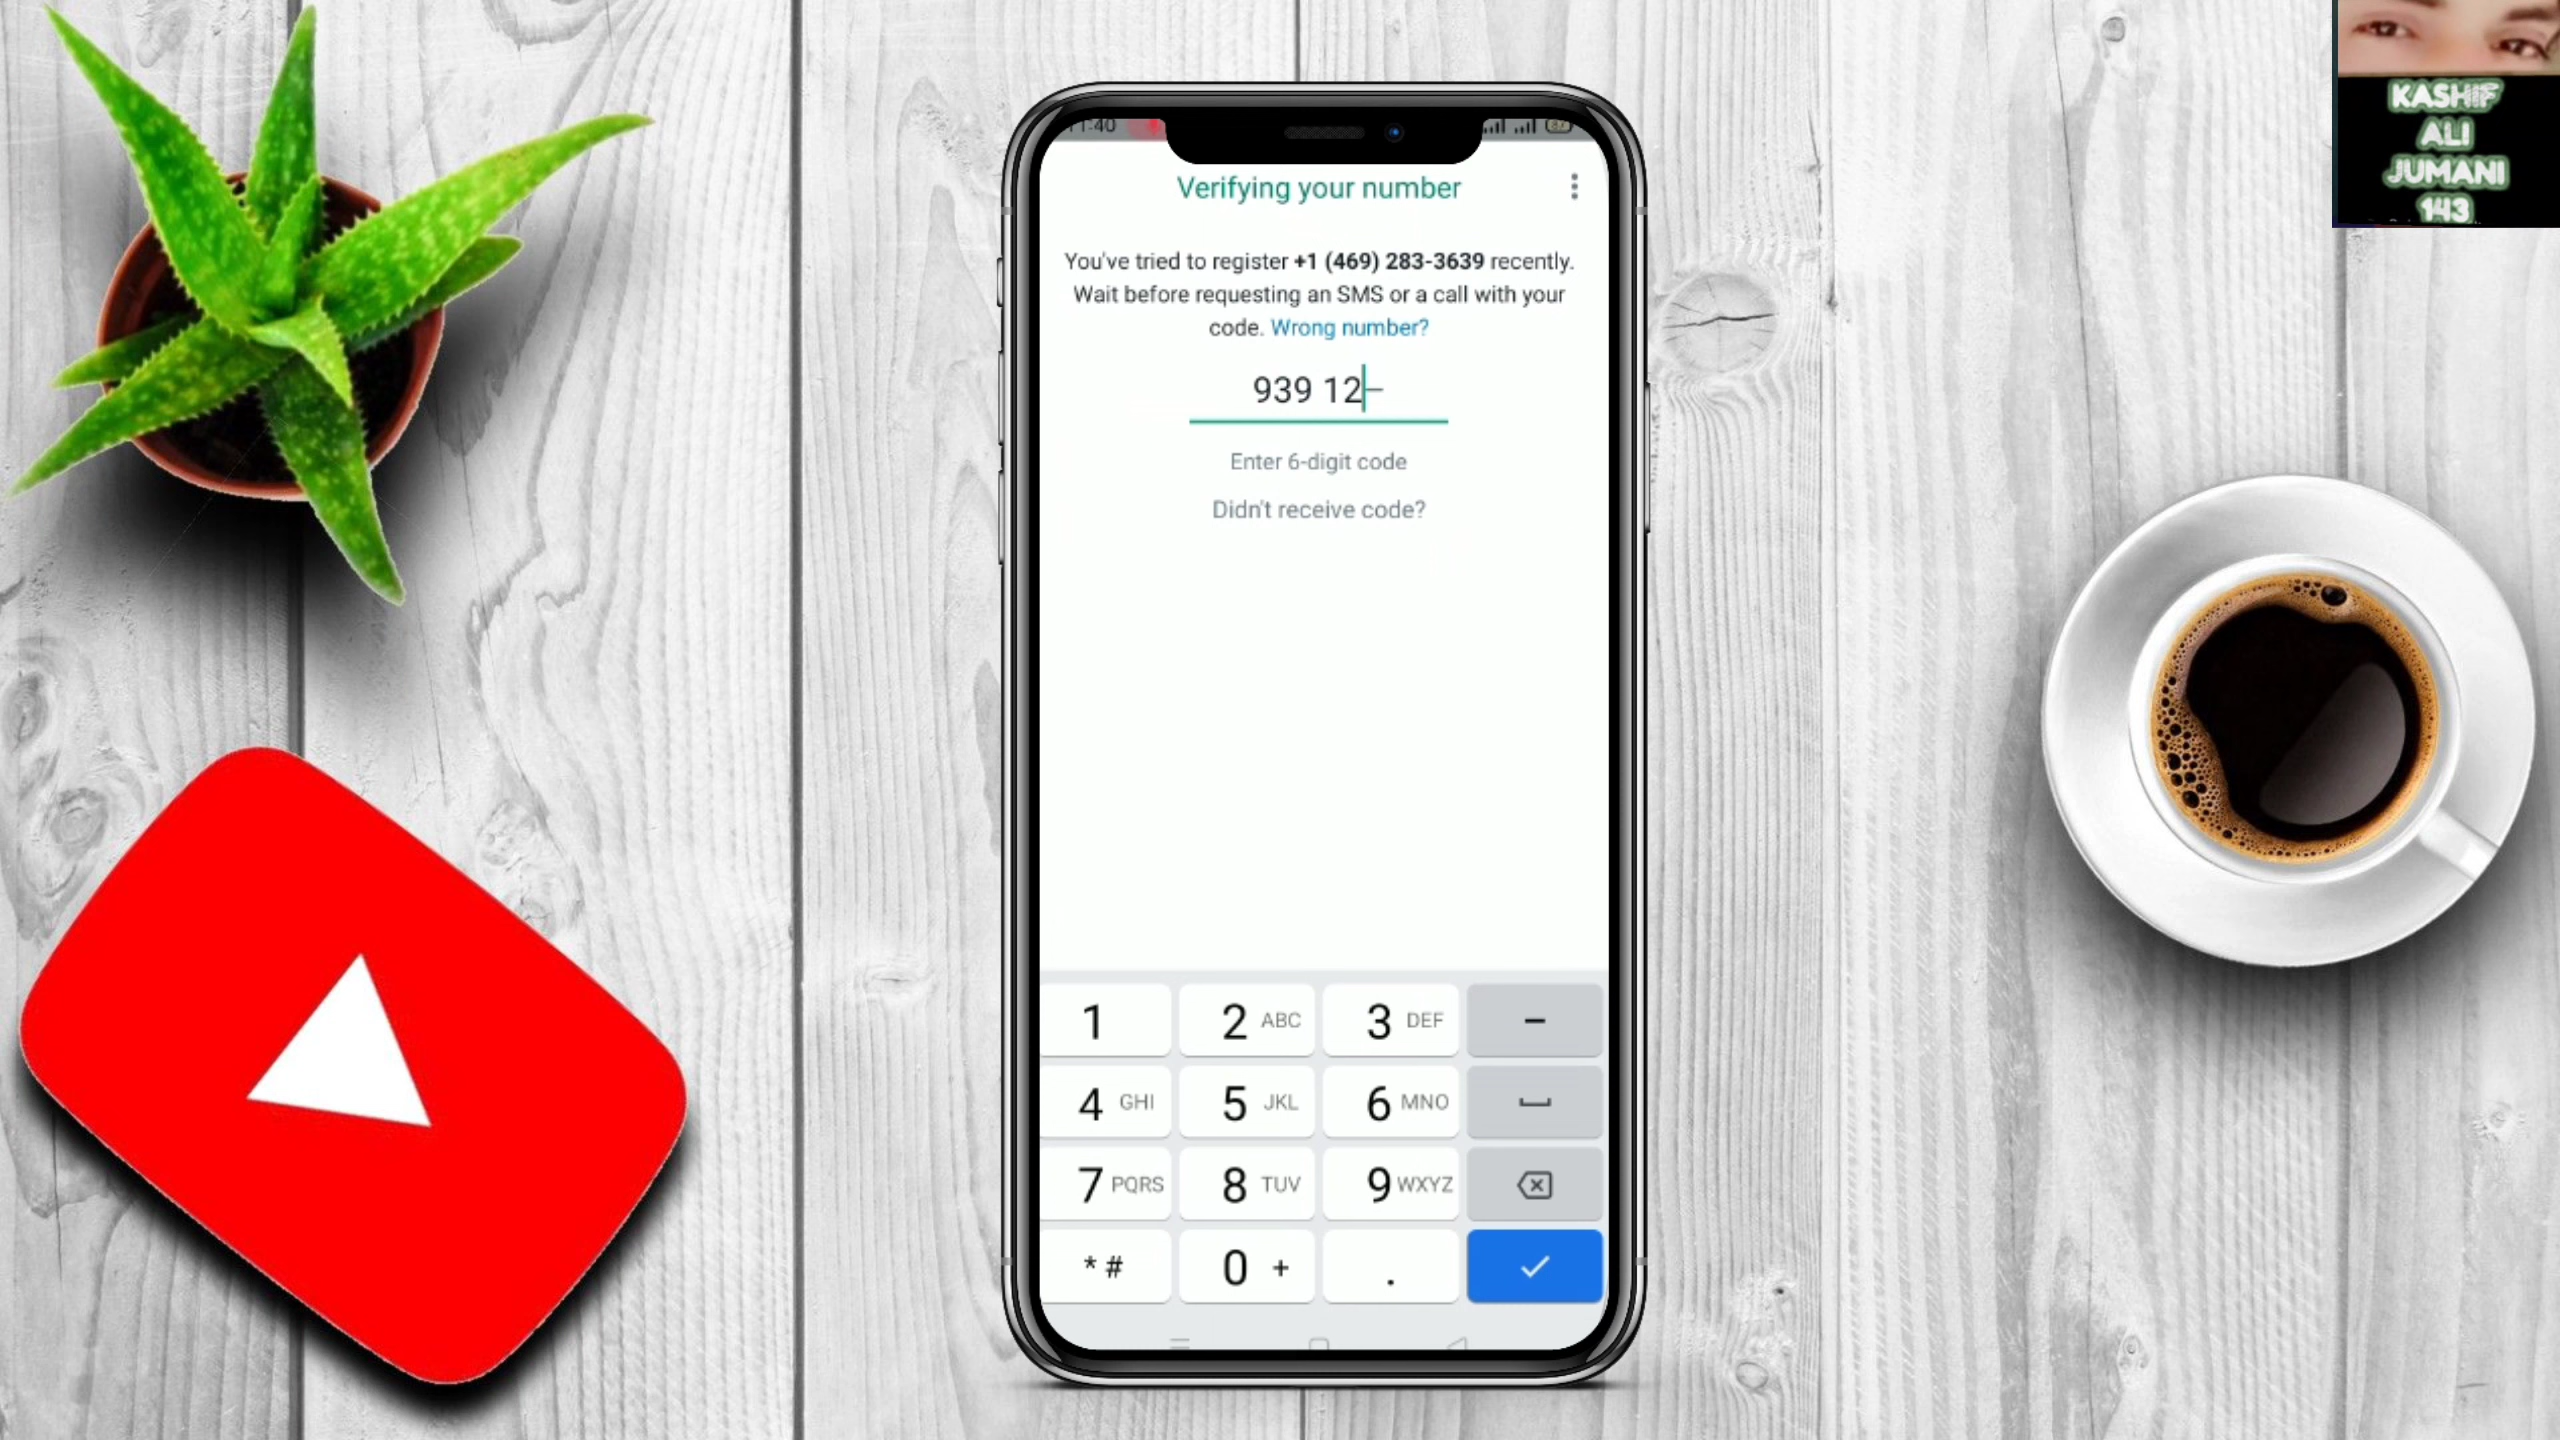 KASHIF
ALI
JUMANI
143
Verifying your number
You've tried to register +1 (469) 283-3639 recently.
Wait before requesting an SMS or a call with your
code. Wrong number?
939 12–
Enter 6-digit code
Didn't receive code?
1
2 ABC
3 DEF
–
4 GHI
5 JKL
6 MNO
7 PQRS
8 TUV
9 WXYZ
* #
0 +
.